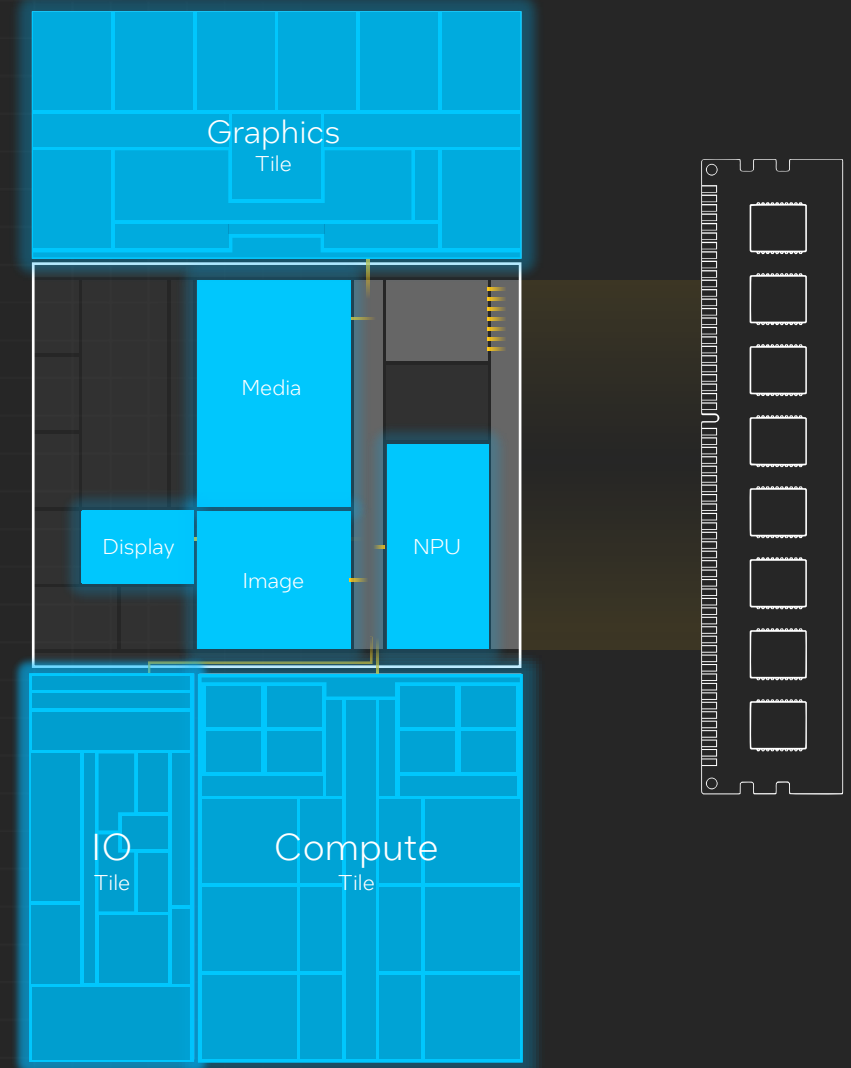 Graphics
Tile
Media
Display
Image
NPU
IO
Tile
Compute
Tile